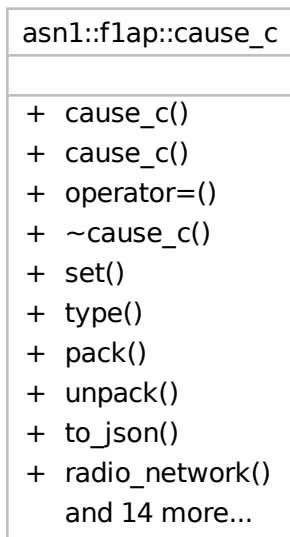 asn1::f1ap::cause_c
+ cause_c()
+ cause_c()
+ operator=()
+ ~cause_c()
+ set()
+ type()
+ pack()
+ unpack()
+ to_json()
+ radio_network()
and 14 more...